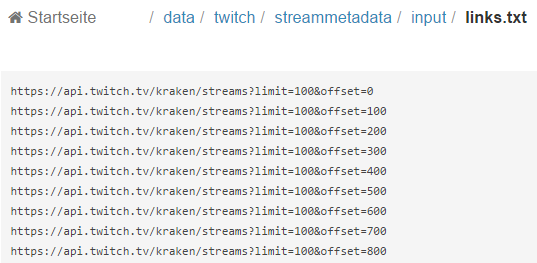 Startseite / data / twitch / streammetadata / input / links.txt
https://api.twitch.tv/kraken/streams?limit=100&offset=0
https://api.twitch.tv/kraken/streams?limit=100&offset=100
https://api.twitch.tv/kraken/streams?limit=100&offset=200
https://api.twitch.tv/kraken/streams?limit=100&offset=300
https://api.twitch.tv/kraken/streams?limit=100&offset=400
https://api.twitch.tv/kraken/streams?limit=100&offset=500
https://api.twitch.tv/kraken/streams?limit=100&offset=600
https://api.twitch.tv/kraken/streams?limit=100&offset=700
https://api.twitch.tv/kraken/streams?limit=100&offset=800